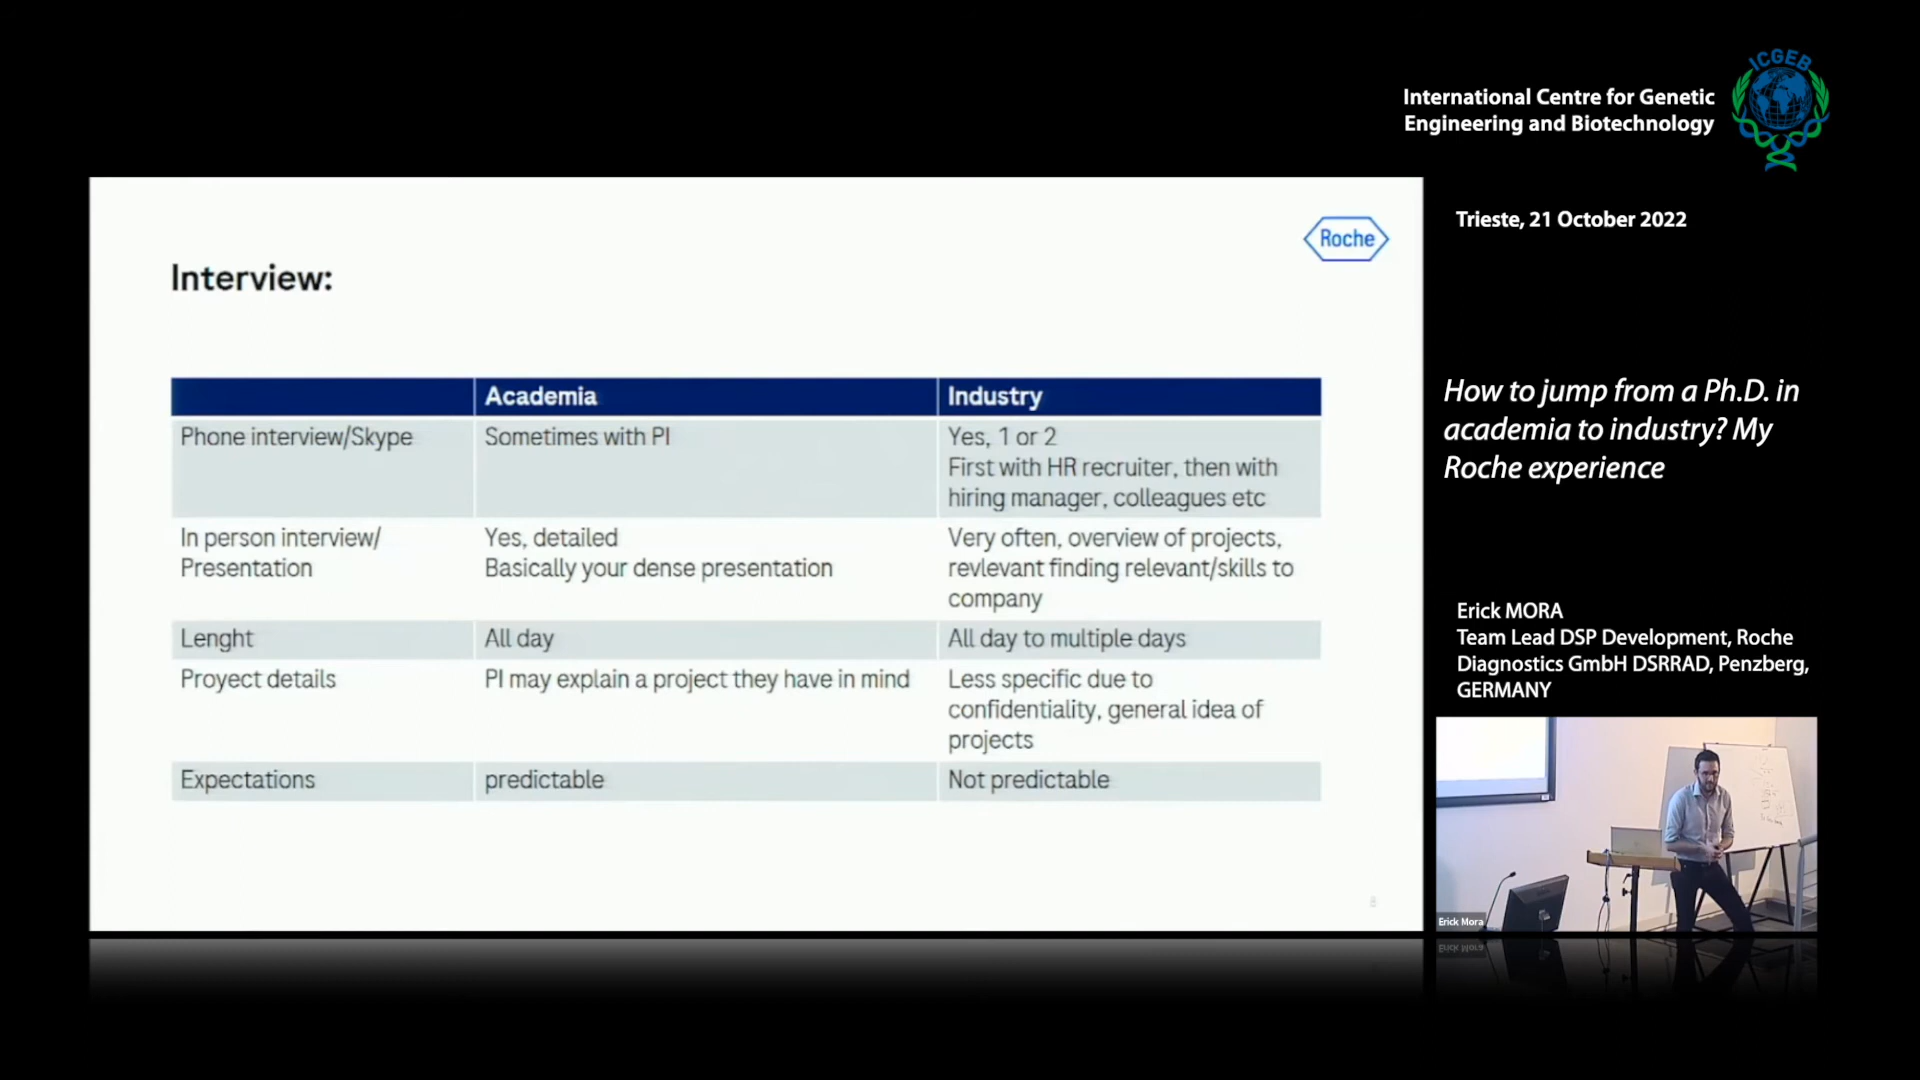 ICGEB
International Centre for Genetic
Engineering and Biotechnology
Trieste, 21 October 2022
Roche
Interview:
Academia
Industry
Phone interview/Skype
Sometimes with PI
Yes, 1 or 2
First with HR recruiter, then with
hiring manager, colleagues etc
In person interview/
Presentation
Yes, detailed
Basically your dense presentation
Very often, overview of projects,
revlevant finding relevant/skills to
company
Lenght
All day
All day to multiple days
Proyect details
PI may explain a project they have in mind
Less specific due to
confidentiality, general idea of
projects
Expectations
predictable
Not predictable
8
How to jump from a Ph.D. in
academia to industry? My
Roche experience
Erick MORA
Team Lead DSP Development, Roche
Diagnostics GmbH DSRRAD, Penzberg,
GERMANY
Erick Mora